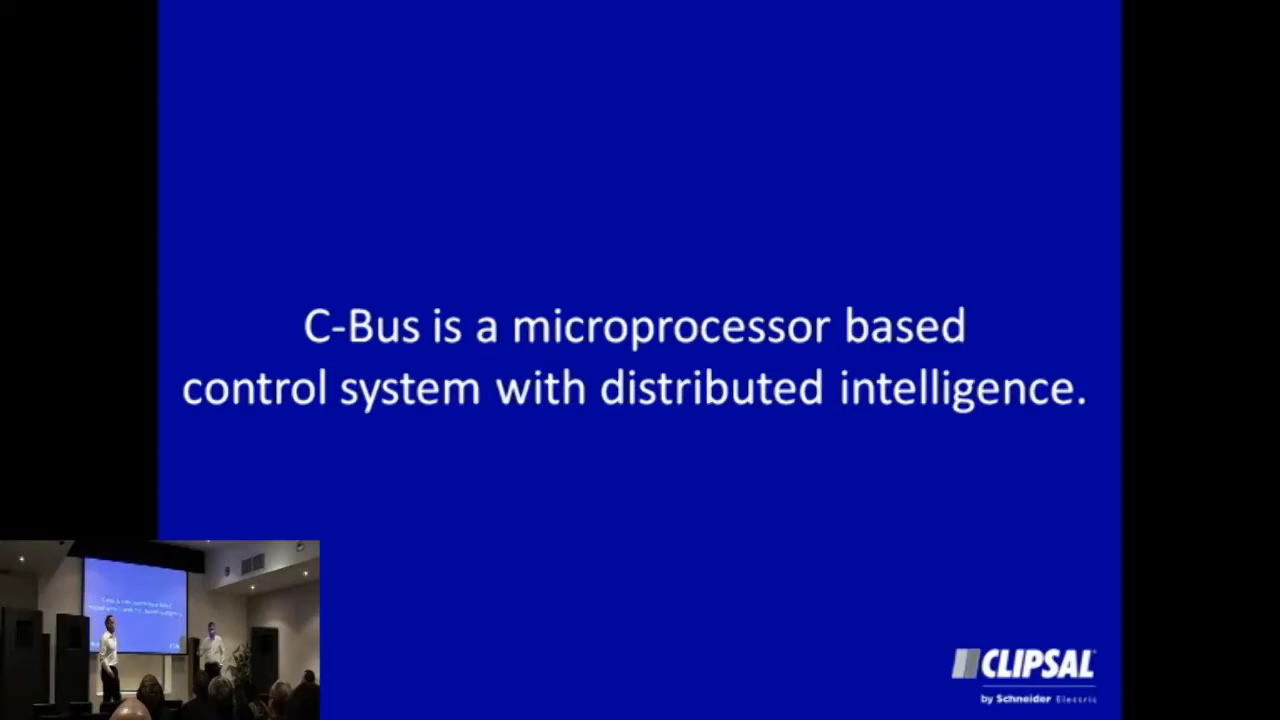 C-Bus is a microprocessor based
control system with distributed intelligence.
CLIPSAL
by Schneider Electric